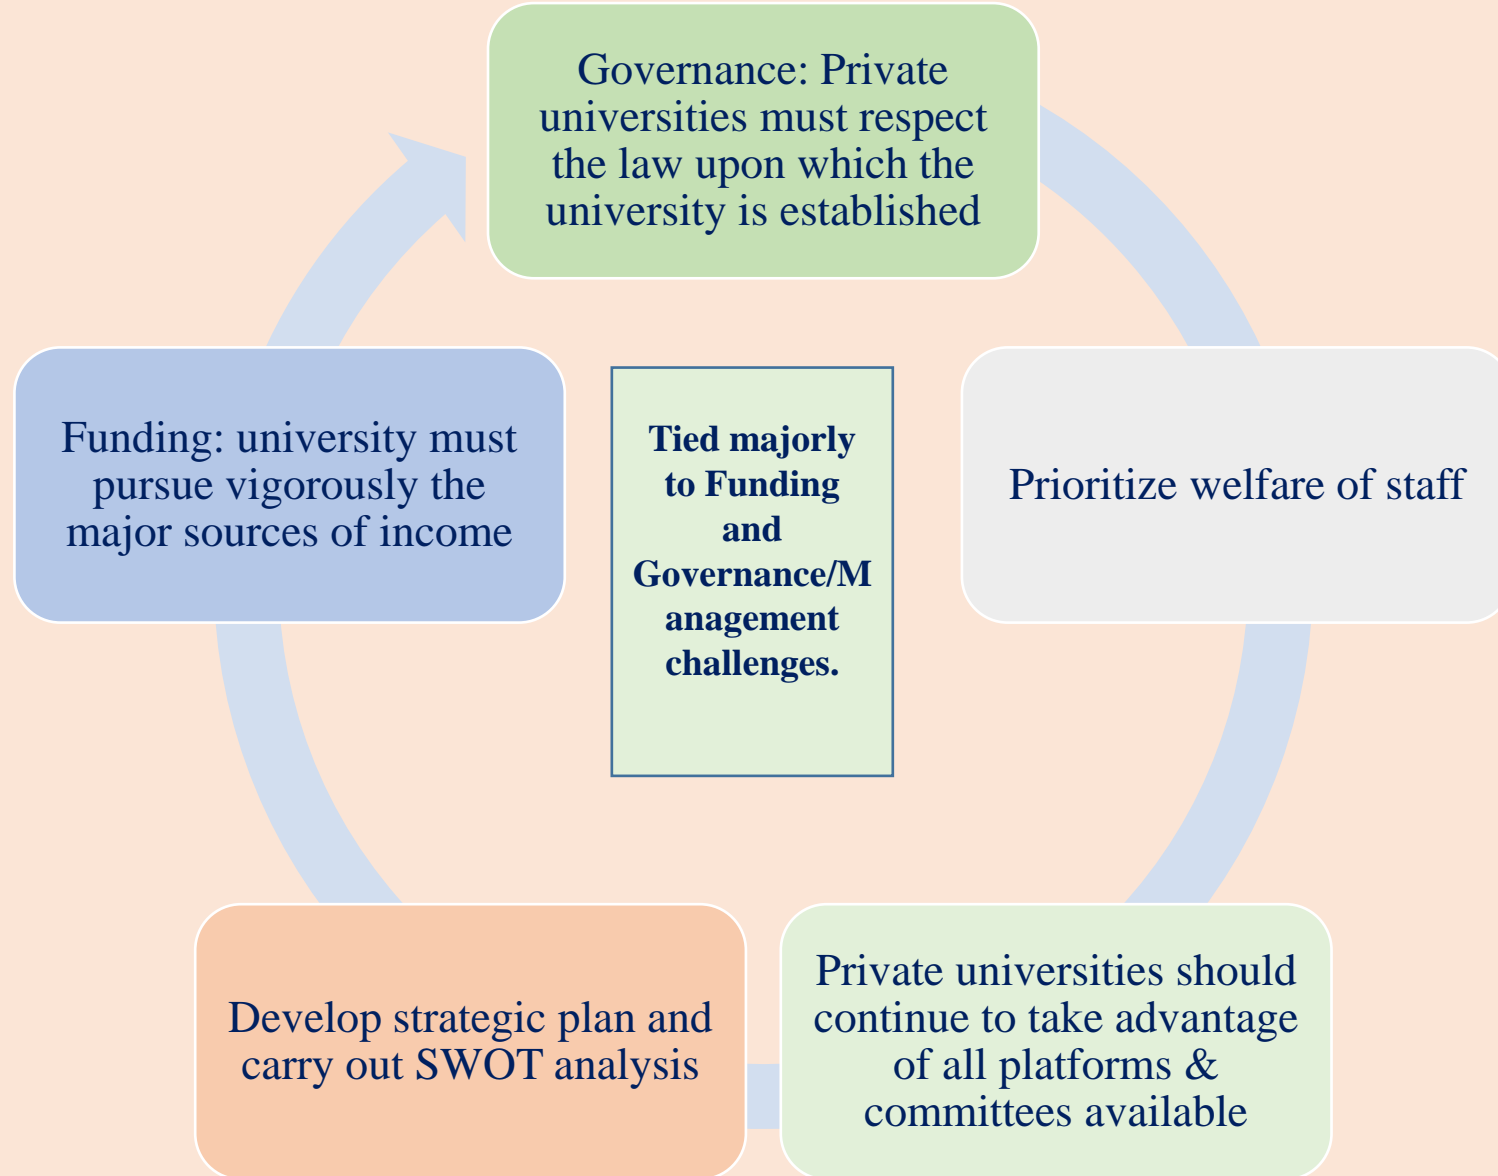 Governance: Private
universities must respect
the law upon which the
university is established
Funding: university must
pursue vigorously the
major sources of income
Tied majorly
to Funding
and
Governance/M
anagement
challenges.
Prioritize welfare of staff
Develop strategic plan and
carry out SWOT analysis
Private universities should
continue to take advantage
of all platforms &
committees available